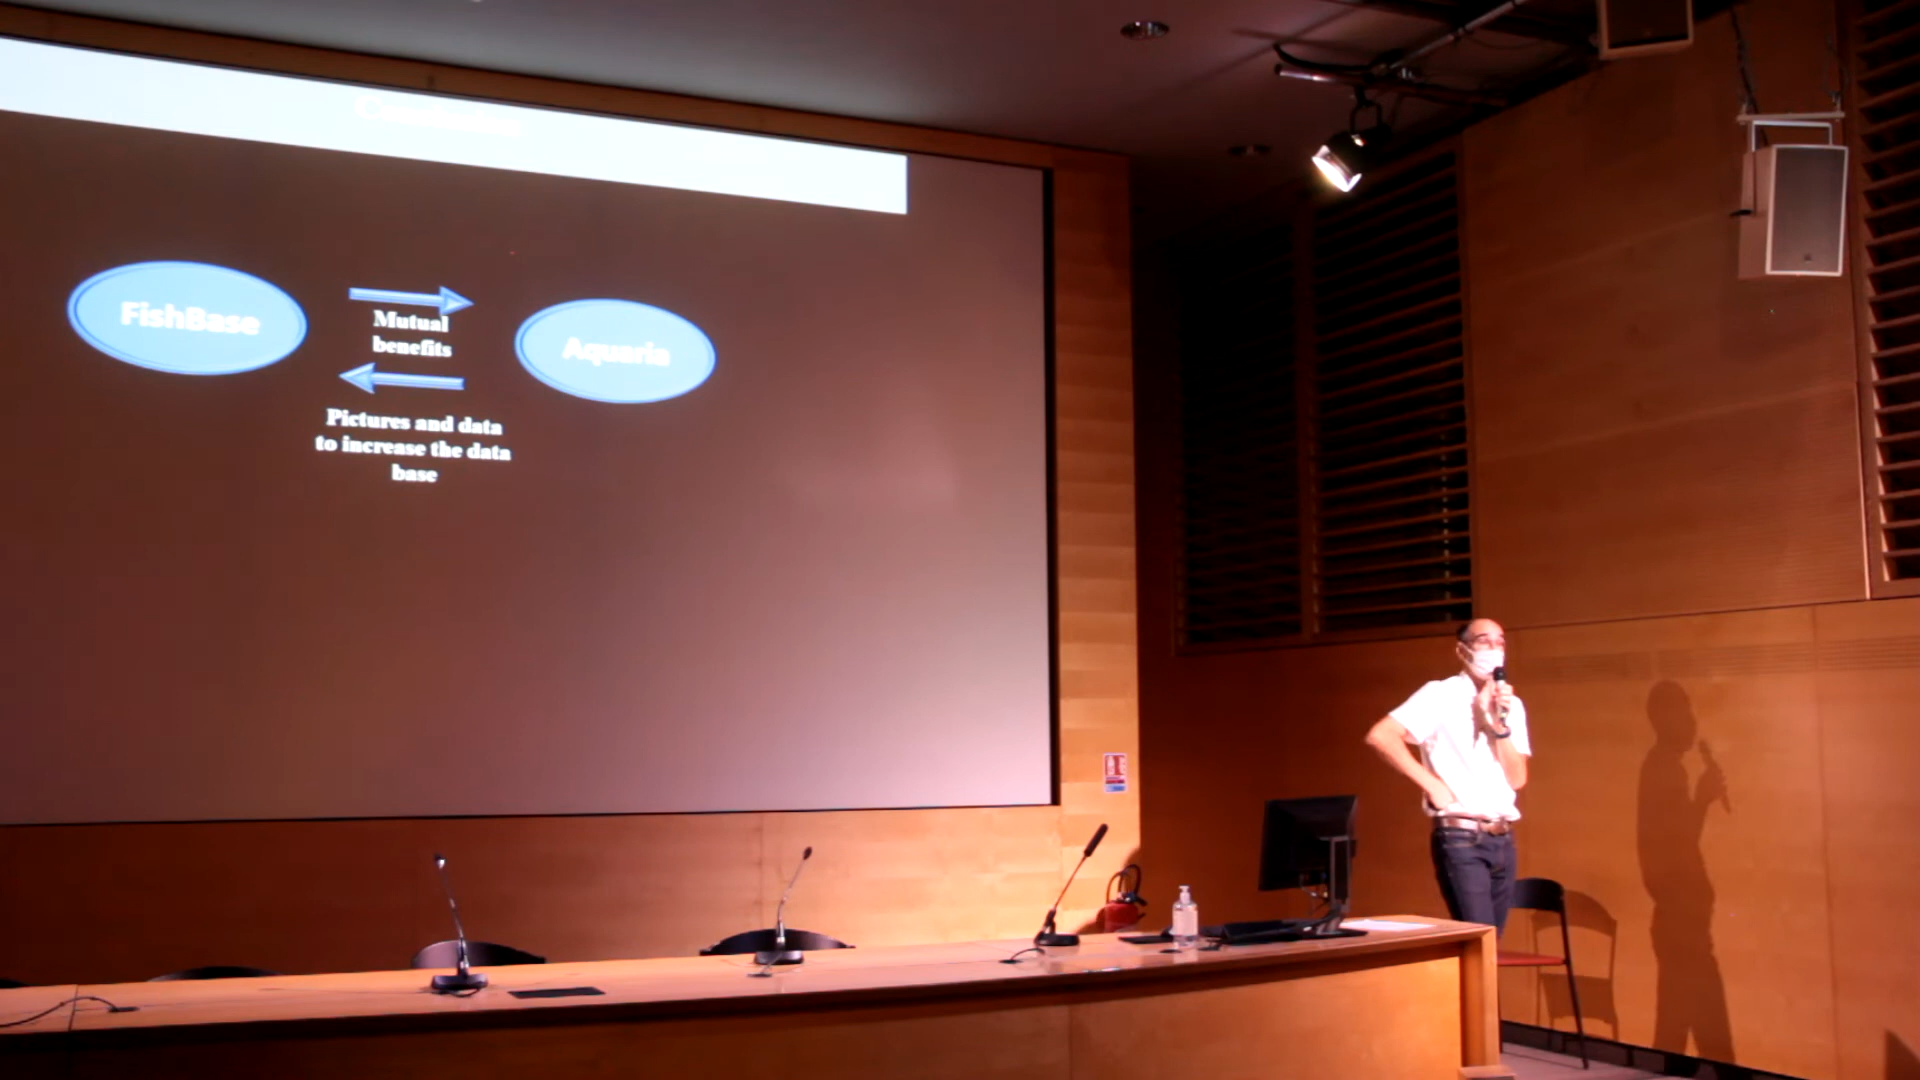 FishBase
Mutual
benefits
Aquaria
Pictures and data
to increase the data
base